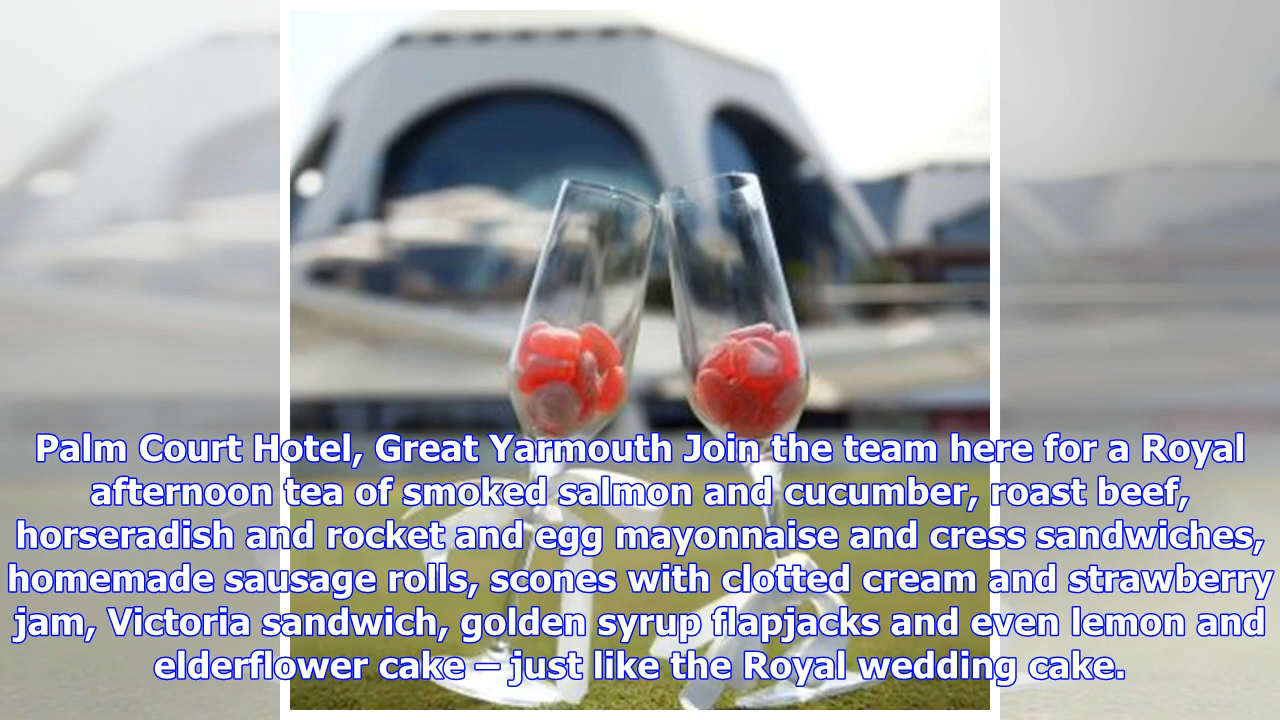 Palm Court Hotel, Great Yarmouth Join the team here for a Royal
afternoon tea of smoked salmon and cucumber, roast beef,
horseradish and rocket and egg mayonnaise and cress sandwiches,
homemade sausage rolls, scones with clotted cream and strawberry
jam, Victoria sandwich, golden syrup flapjacks and even lemon and
elderflower cake – just like the Royal wedding cake.